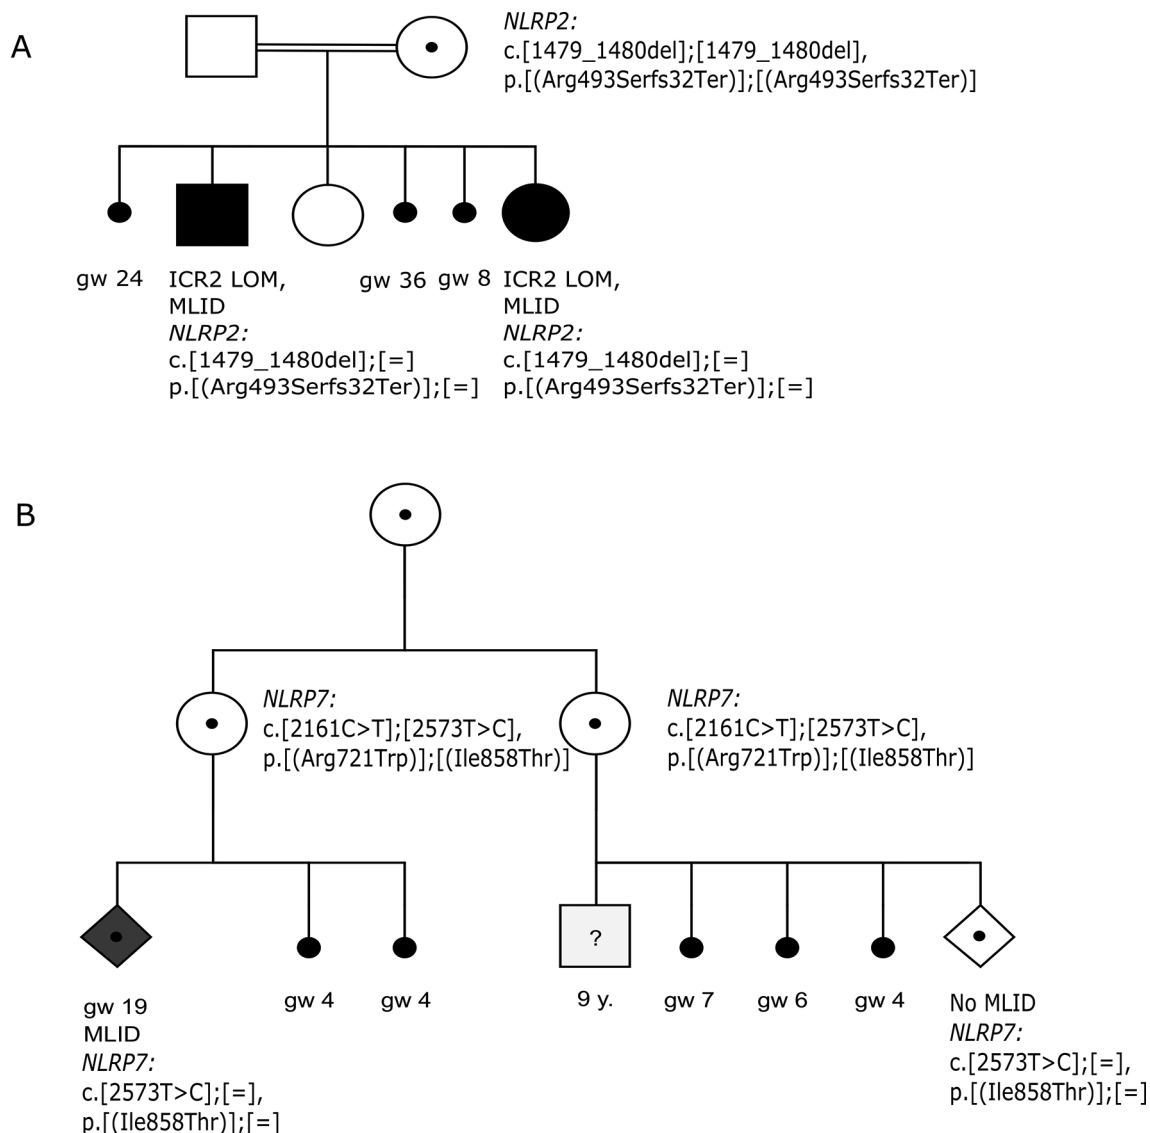 A
NLRP2:
c.[1479_1480del];[1479_1480del],
p.[(Arg493Serfs32Ter)];[(Arg493Serfs32Ter)]
gw 24
ICR2 LOM,
MLID
NLRP2:
c.[1479_1480del];[=]
p.[(Arg493Serfs32Ter)];[=]
gw 36
gw 8
ICR2 LOM,
MLID
NLRP2:
c.[1479_1480del];[=]
p.[(Arg493Serfs32Ter)];[=]
B
NLRP7:
c.[2161C>T];[2573T>C],
p.[(Arg721Trp)];[(Ile858Thr)]
NLRP7:
c.[2161C>T];[2573T>C],
p.[(Arg721Trp)];[(Ile858Thr)]
gw 19
MLID
NLRP7:
c.[2573T>C];[=],
p.[(Ile858Thr)];[=]
gw 4
gw 4
?
9 y.
gw 7
gw 6
gw 4
No MLID
NLRP7:
c.[2573T>C];[=],
p.[(Ile858Thr)];[=]